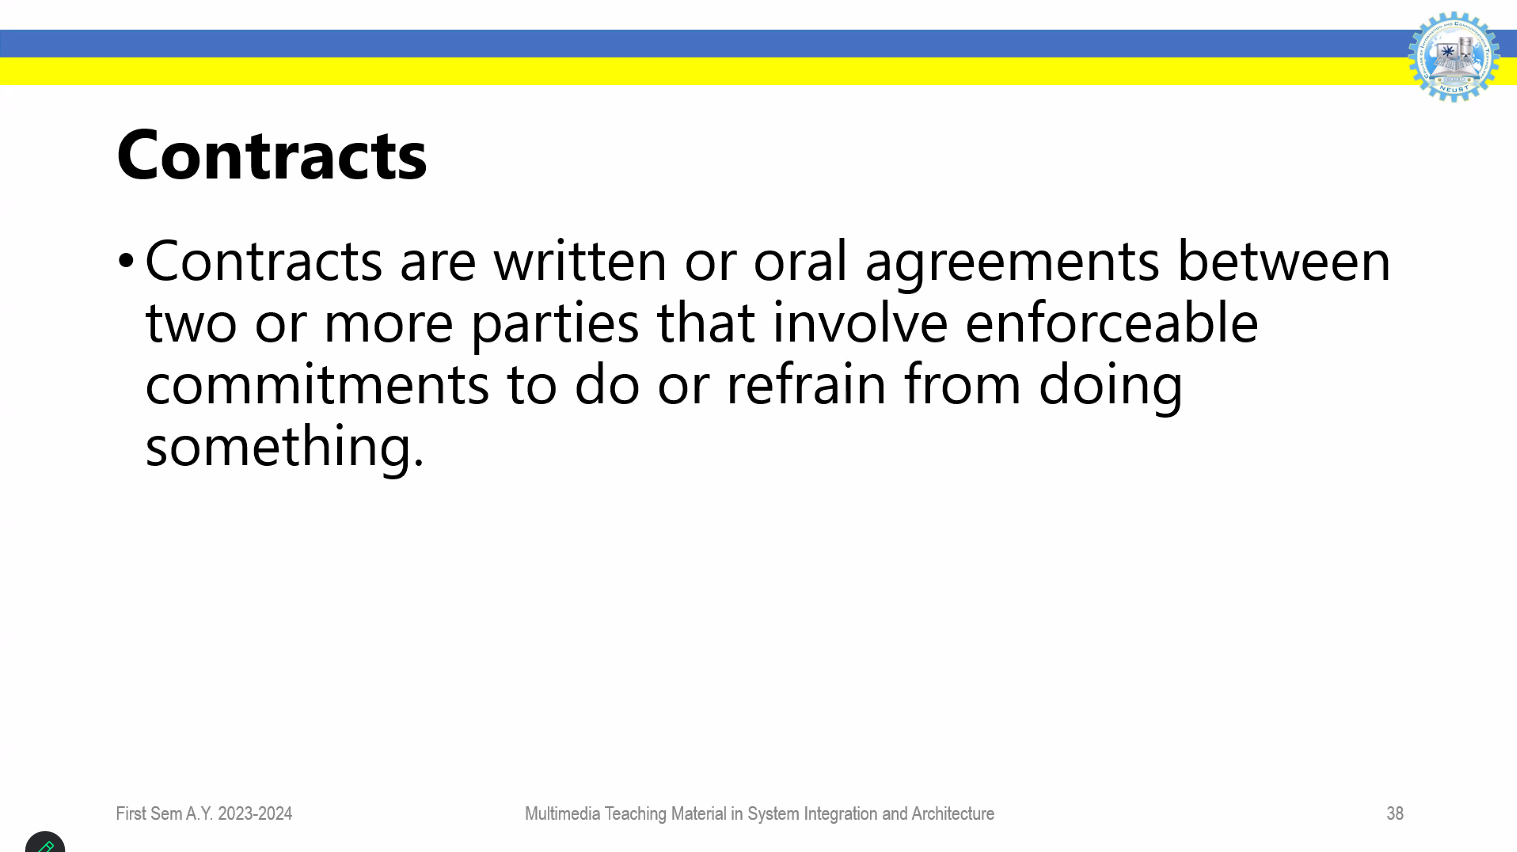 Contracts
• Contracts are written or oral agreements between
two or more parties that involve enforceable
commitments to do or refrain from doing
something.
First Sem A.Y. 2023-2024
Multimedia Teaching Material in System Integration and Architecture
38
NEUST